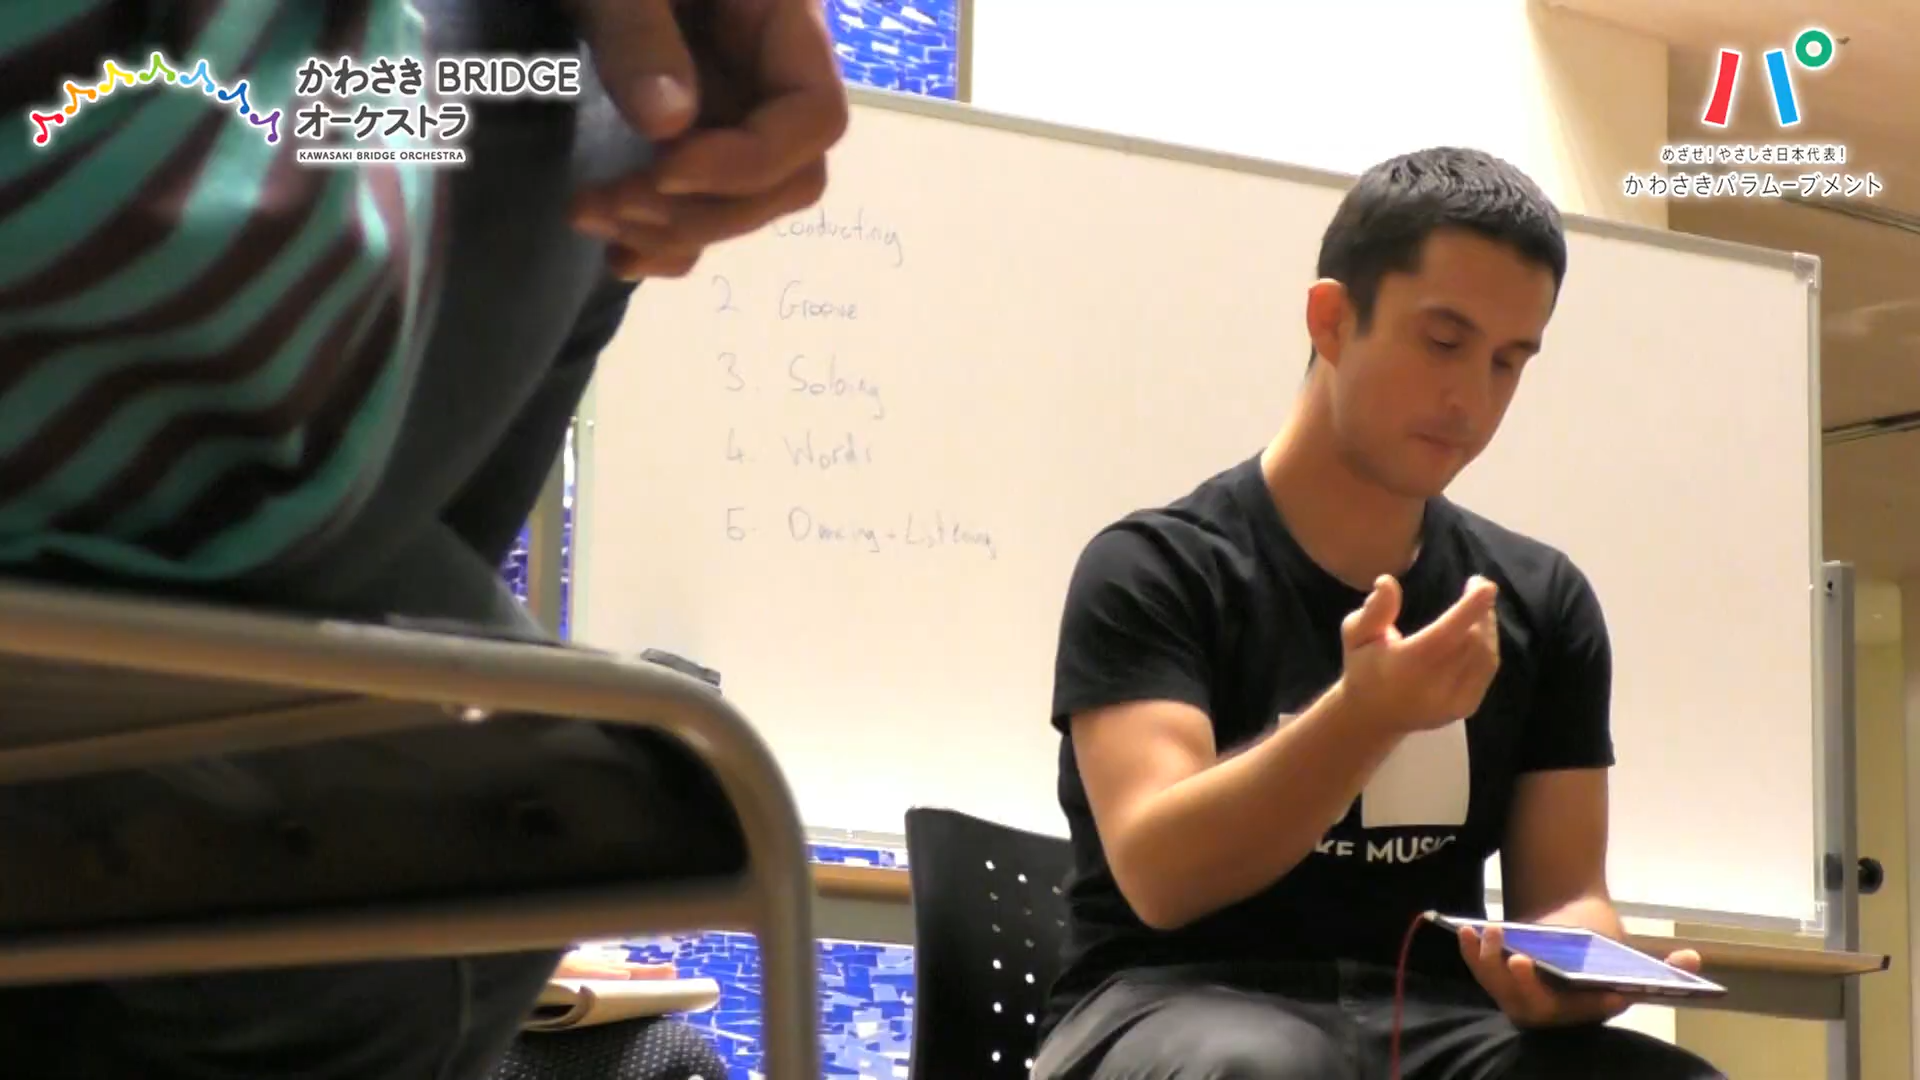 かわさき BRIDGE
オーケストラ
KAWASAKI BRIDGE ORCHESTRA
パ
めざせ！やさしさ日本代表！
かわさきパラムーブメント
Conducting
2 Groove
3. Soloing
4. Words
5. Dancing + Listening
KE MUSIC